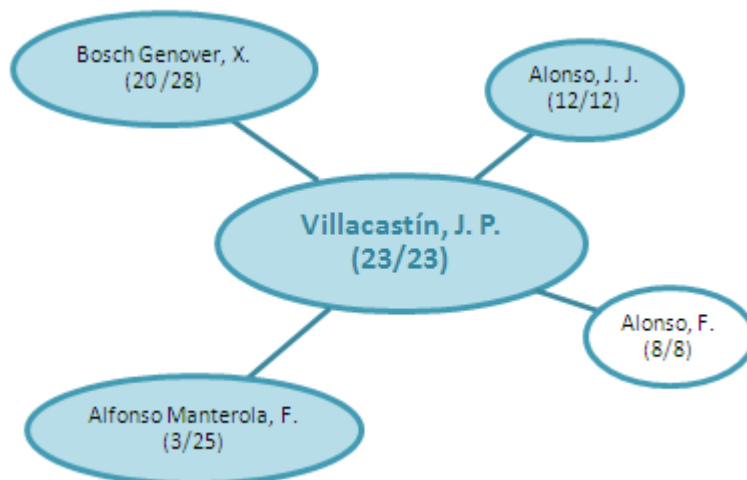 Bosch Genover, X.
(20 /28)
Alonso, J. J.
(12/12)
Villacastín, J. P.
(23/23)
Alonso, F.
(8/8)
Alfonso Manterola, F.
(3/25)